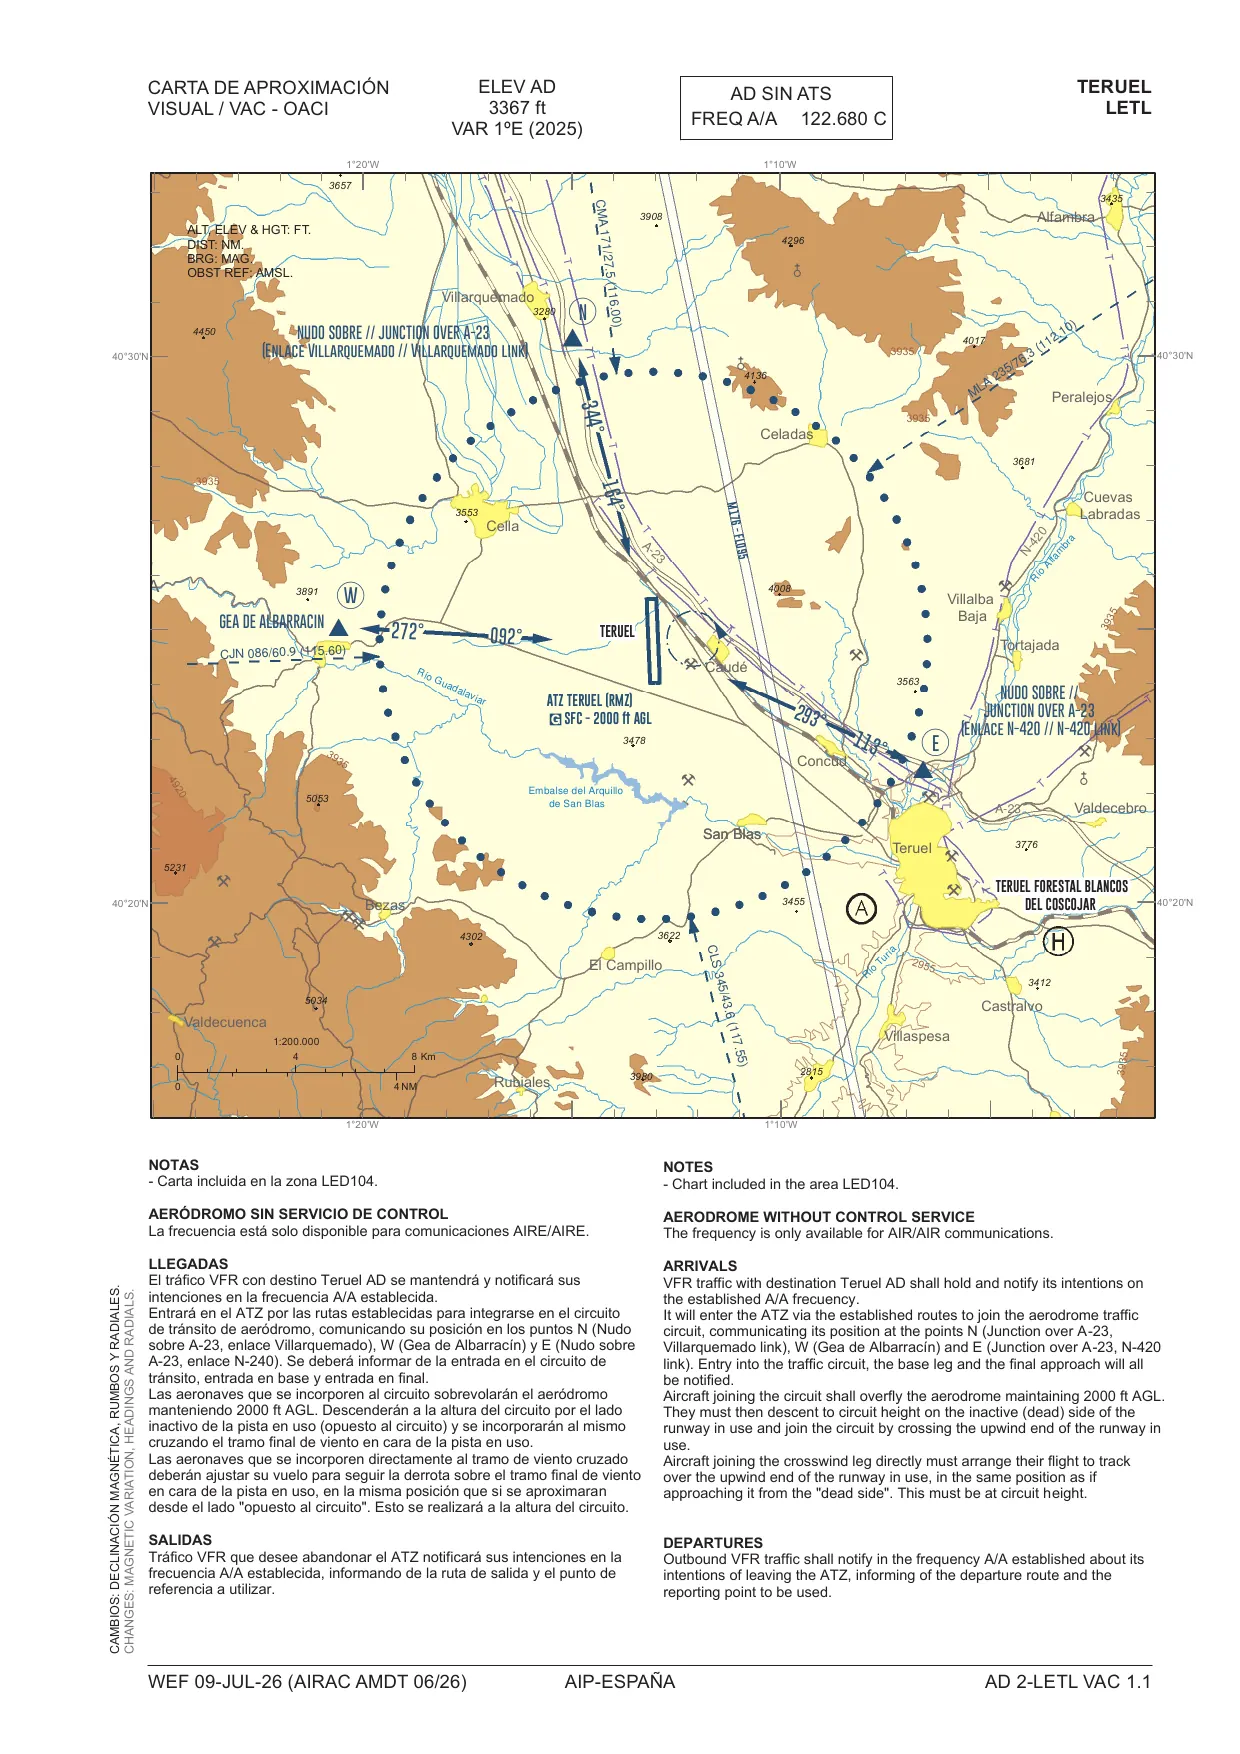 CARTA DE APROXIMACIÓN
VISUAL / VAC - OACI
ELEV AD
3367 ft
VAR 1ºE (2025)
AD SIN ATS
FREQ A/A 122.680 C
TERUEL
LETL
1°20'W
1°10'W
3657
3908
3435
Alfambra
ALT, ELEV & HGT: FT.
DIST: NM.
BRG: MAG.
OBST REF: AMSL.
CMA 171/27.5 (116.00)
4296
Villarquemado
3280
N
4450
NUDO SOBRE // JUNCTION OVER A-23
(ENLACE VILLARQUEMADO // VILLARQUEMADO LINK)
4017
3935
MLA 235/76.3 (112.10)
40°30'N
40°30'N
4136
Peralejos
344°
3935
Celadas
3681
3935
164°
Cuevas
Labradas
3553
Cella
M176 - FL095
A-23
N-420
Río Alfambra
3891
W
4008
Villalba
Baja
3935
GEA DE ALBARRACIN
272°
092°
TERUEL
Tortajada
CJN 086/60.9 (115.60)
Caudé
Río Guadalaviar
3563
NUDO SOBRE //
JUNCTION OVER A-23
(ENLACE N-420 // N-420 LINK)
ATZ TERUEL (RMZ)
G SFC - 2000 ft AGL
293°
113°
E
3478
Concud
3935
4920
5053
Embalse del Arquillo
de San Blas
A-23
Valdecebro
San Blas
Teruel
3776
5231
TERUEL FORESTAL BLANCOS
DEL COSCOJAR
40°20'N
40°20'N
Bezas
3455
A
H
4302
3622
El Campillo
CLS 345/43.6 (117.55)
Río Turia
2955
3412
Castralvo
5034
Valdecuenca
Villaspesa
1:200.000
0 4 8 Km
0 4 NM
Rubiales
3980
2815
3935
1°20'W
1°10'W
NOTAS
- Carta incluida en la zona LED104.
AERÓDROMO SIN SERVICIO DE CONTROL
La frecuencia está solo disponible para comunicaciones AIRE/AIRE.
LLEGADAS
El tráfico VFR con destino Teruel AD se mantendrá y notificará sus
intenciones en la frecuencia A/A establecida.
Entrará en el ATZ por las rutas establecidas para integrarse en el circuito
de tránsito de aeródromo, comunicando su posición en los puntos N (Nudo
sobre A-23, enlace Villarquemado), W (Gea de Albarracín) y E (Nudo sobre
A-23, enlace N-240). Se deberá informar de la entrada en el circuito de
tránsito, entrada en base y entrada en final.
Las aeronaves que se incorporen al circuito sobrevolarán el aeródromo
manteniendo 2000 ft AGL. Descenderán a la altura del circuito por el lado
inactivo de la pista en uso (opuesto al circuito) y se incorporarán al mismo
cruzando el tramo final de viento en cara de la pista en uso.
Las aeronaves que se incorporen directamente al tramo de viento cruzado
deberán ajustar su vuelo para seguir la derrota sobre el tramo final de viento
en cara de la pista en uso, en la misma posición que si se aproximaran
desde el lado "opuesto al circuito". Esto se realizará a la altura del circuito.
SALIDAS
Tráfico VFR que desee abandonar el ATZ notificará sus intenciones en la
frecuencia A/A establecida, informando de la ruta de salida y el punto de
referencia a utilizar.
NOTES
- Chart included in the area LED104.
AERODROME WITHOUT CONTROL SERVICE
The frequency is only available for AIR/AIR communications.
ARRIVALS
VFR traffic with destination Teruel AD shall hold and notify its intentions on
the established A/A frecuency.
It will enter the ATZ via the established routes to join the aerodrome traffic
circuit, communicating its position at the points N (Junction over A-23,
Villarquemado link), W (Gea de Albarracín) and E (Junction over A-23, N-420
link). Entry into the traffic circuit, the base leg and the final approach will all
be notified.
Aircraft joining the circuit shall overfly the aerodrome maintaining 2000 ft AGL.
They must then descent to circuit height on the inactive (dead) side of the
runway in use and join the circuit by crossing the upwind end of the runway in
use.
Aircraft joining the crosswind leg directly must arrange their flight to track
over the upwind end of the runway in use, in the same position as if
approaching it from the "dead side". This must be at circuit height.
DEPARTURES
Outbound VFR traffic shall notify in the frequency A/A established about its
intentions of leaving the ATZ, informing of the departure route and the
reporting point to be used.
CAMBIOS: DECLINACIÓN MAGNÉTICA, RUMBOS Y RADIALES.
CHANGES: MAGNETIC VARIATION, HEADINGS AND RADIALS.
WEF 09-JUL-26 (AIRAC AMDT 06/26)
AIP-ESPAÑA
AD 2-LETL VAC 1.1